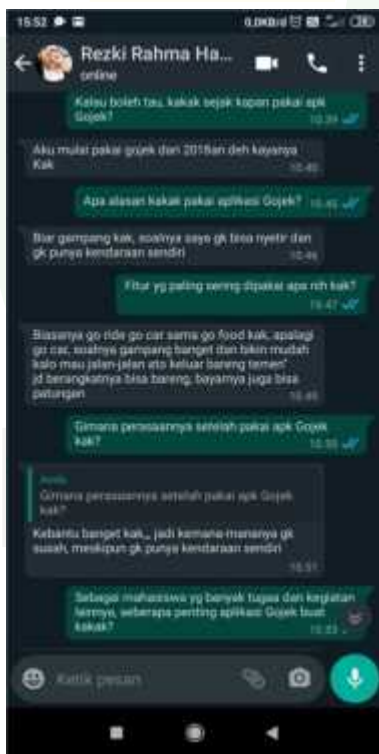 15:52
Rezki Rahma Ha...
online
Kalau boleh tau, kakak sejak kapan pakai apk
Gojek?
10.39
Aku mulai pakai gojek dari 2018an deh kayanya
Kak
10.40
Apa alasan kakak pakai aplikasi Gojek?
10.45
Biar gampang kak, soalnya saya gk bisa nyetir dan
gk punya kendaraan sendiri
10.46
Fitur yg paling sering dipakai apa nih kak?
10.47
Biasanya go ride go car sama go food kak, apalagi
go car, soalnya gampang banget dan bikin mudah
kalo mau jalan-jalan ato keluar bareng temen"
jd berangkatnya bisa bareng, bayarnya juga bisa
patungan
Gimana perasaannya setelah pakai apk Gojek
kak?
Anda
Gimana perasaannya setelah pakai apk Gojek
kak?
Kebantu banget kak,, jadi kemana-mananya gk
susah, meskipun gk punya kendaraan sendiri
10.51
Sebagai mahasiswa yg banyak tugas dan kegiatan
lainnya, seberapa penting aplikasi Gojek buat
kakak?
Ketik pesan